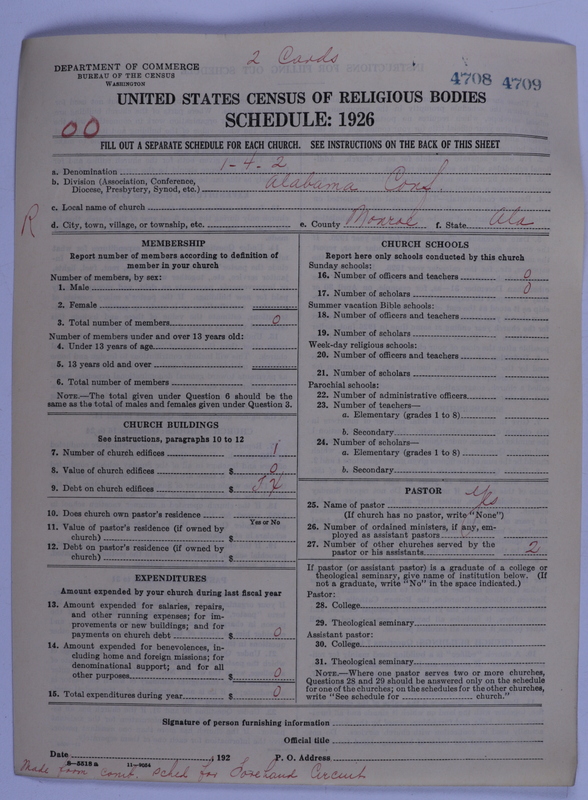 2 Cards
DEPARTMENT OF COMMERCE
BUREAU OF THE CENSUS
WASHINGTON
4708 4709
UNITED STATES CENSUS OF RELIGIOUS BODIES
SCHEDULE: 1926
00
FILL OUT A SEPARATE SCHEDULE FOR EACH CHURCH. SEE INSTRUCTIONS ON THE BACK OF THIS SHEET
a. Denomination 1-4-2
b. Division (Association, Conference, Diocese, Presbytery, Synod, etc.) Alabama Conf.
c. Local name of church
R
d. City, town, village, or township, etc. e. County Monroe f. State Ala
MEMBERSHIP
Report number of members according to definition of
member in your church
Number of members, by sex:
1. Male
2. Female
3. Total number of members 0
Number of members under and over 13 years old:
4. Under 13 years of age
5. 13 years old and over
6. Total number of members
NOTE.—The total given under Question 6 should be the
same as the total of males and females given under Question 3.
CHURCH BUILDINGS
See instructions, paragraphs 10 to 12
7. Number of church edifices 1
8. Value of church edifices $ 0
9. Debt on church edifices $
10. Does church own pastor's residence
Yes or No
11. Value of pastor's residence (if owned by
church) $
12. Debt on pastor's residence (if owned by
church) $
EXPENDITURES
Amount expended by your church during last fiscal year
13. Amount expended for salaries, repairs,
and other running expenses; for im-
provements or new buildings; and for
payments on church debt $ 0
14. Amount expended for benevolences, in-
cluding home and foreign missions; for
denominational support; and for all
other purposes $ 0
15. Total expenditures during year $ 0
CHURCH SCHOOLS
Report here only schools conducted by this church
Sunday schools:
16. Number of officers and teachers 0
17. Number of scholars 0
Summer vacation Bible schools:
18. Number of officers and teachers
19. Number of scholars
Week-day religious schools:
20. Number of officers and teachers
21. Number of scholars
Parochial schools:
22. Number of administrative officers
23. Number of teachers—
a. Elementary (grades 1 to 8)
b. Secondary
24. Number of scholars—
a. Elementary (grades 1 to 8)
b. Secondary
PASTOR
25. Name of pastor Yes
(If church has no pastor, write "None")
26. Number of ordained ministers, if any, em-
ployed as assistant pastors
27. Number of other churches served by the
pastor or his assistants 2
If pastor (or assistant pastor) is a graduate of a college or
theological seminary, give name of institution below. (If
not a graduate, write "No" in the space indicated.)
Pastor:
28. College
29. Theological seminary
Assistant pastor:
30. College
31. Theological seminary
NOTE.—Where one pastor serves two or more churches,
Questions 28 and 29 should be answered only on the schedule
for one of the churches; on the schedules for the other churches,
write "See schedule for church."
Signature of person furnishing information
Official title
Date , 192 P. O. Address
8—5518 a 11—9054
Made from comb. sched for Forehand Circuit